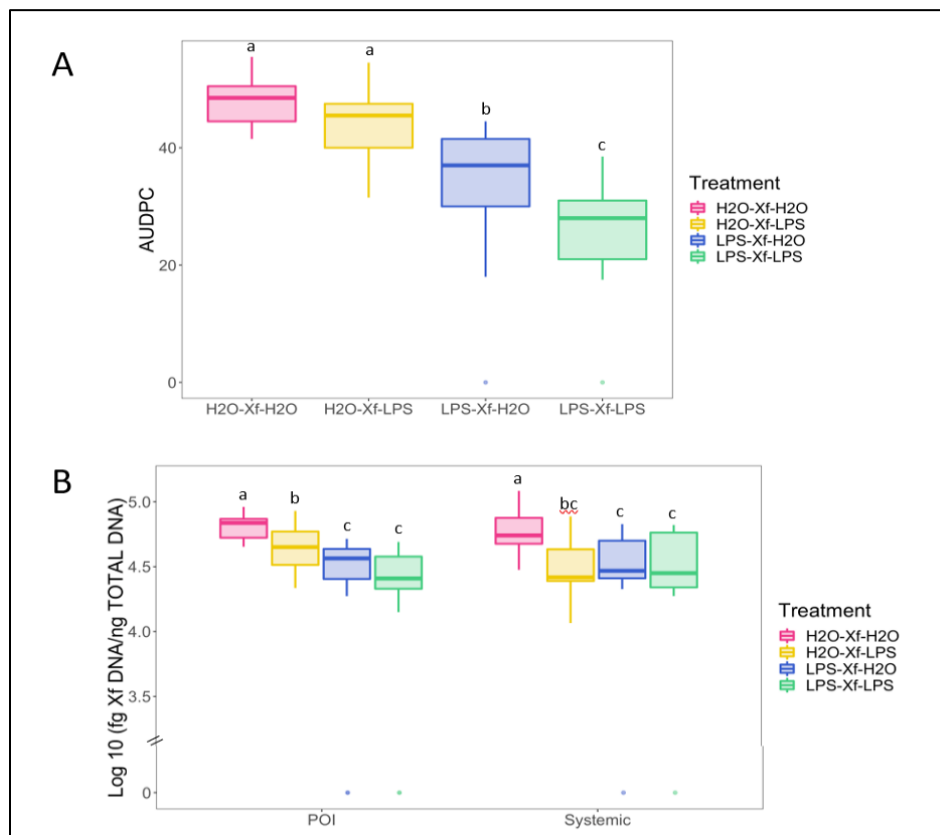 A
a
a
b
c
AUDPC
40
20
0
H2O-Xf-H2O
H2O-Xf-LPS
LPS-Xf-H2O
LPS-Xf-LPS
Treatment
H2O-Xf-H2O
H2O-Xf-LPS
LPS-Xf-H2O
LPS-Xf-LPS
B
a
b
c
c
a
bc
c
c
Log 10 (fg Xf DNA/ng TOTAL DNA)
5.0
4.5
4.0
3.5
0
POI
Systemic
Treatment
H2O-Xf-H2O
H2O-Xf-LPS
LPS-Xf-H2O
LPS-Xf-LPS